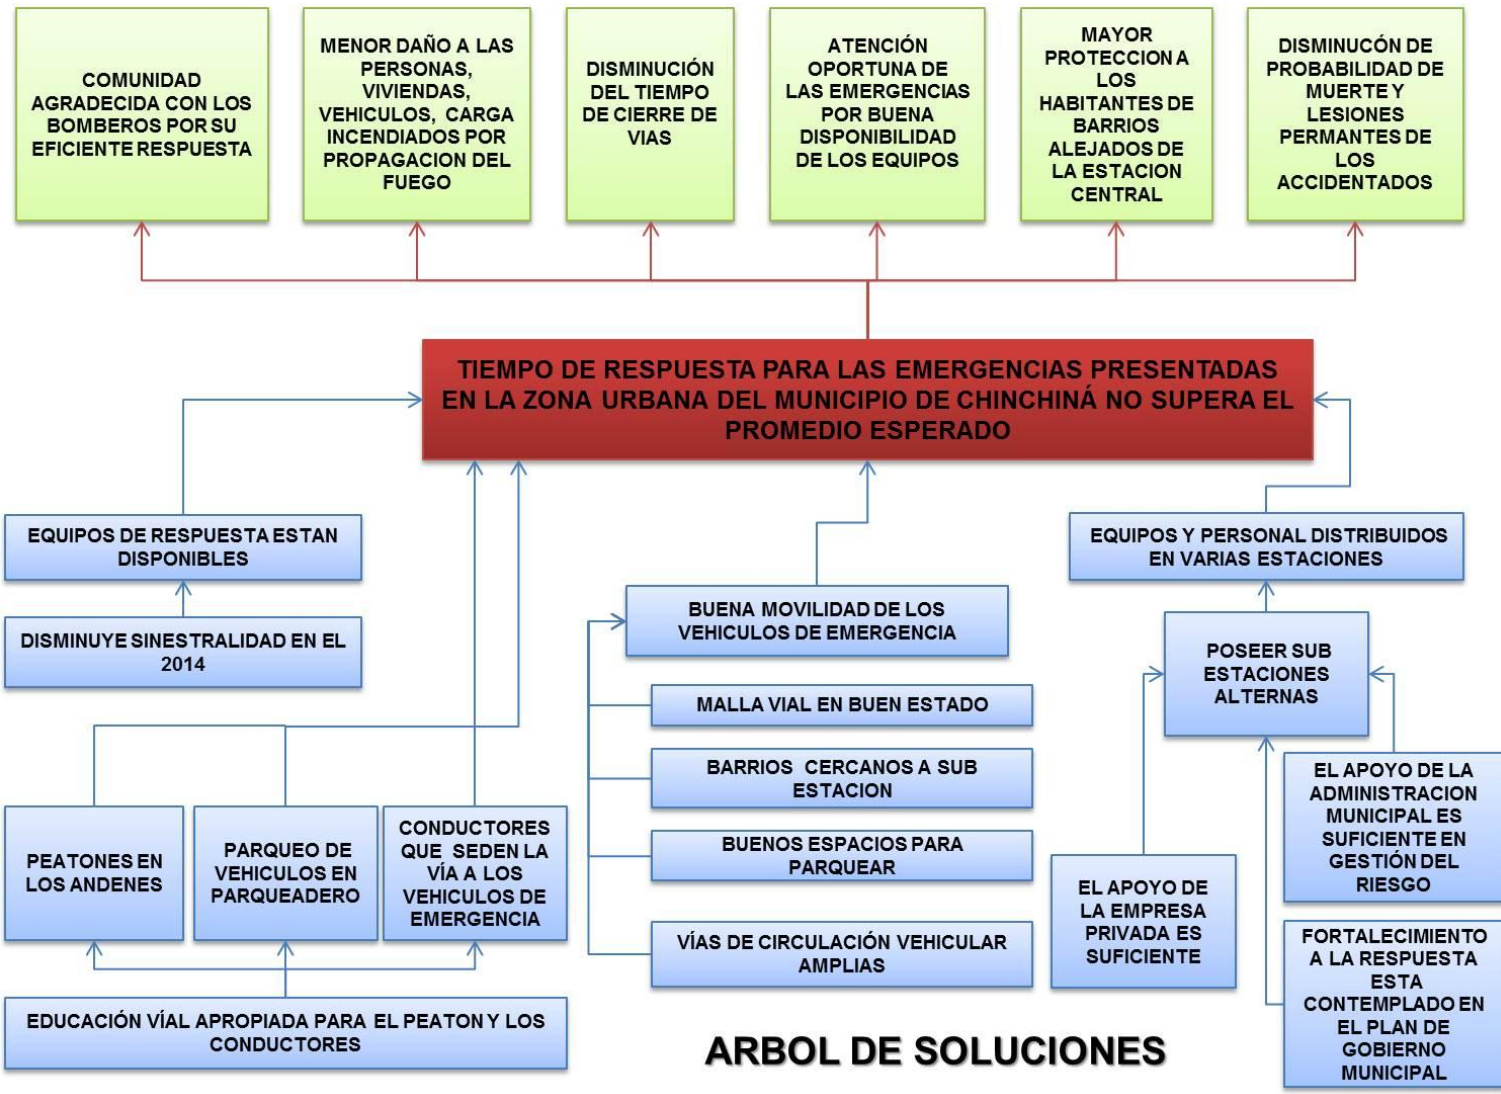 COMUNIDAD
AGRADECIDA CON LOS
BOMBEROS POR SU
EFICIENTE RESPUESTA
MENOR DAÑO A LAS
PERSONAS,
VIVIENDAS,
VEHICULOS, CARGA
INCENDIADOS POR
PROPAGACION DEL
FUEGO
DISMINUCIÓN
DEL TIEMPO
DE CIERRE DE
VIAS
ATENCIÓN
OPORTUNA DE
LAS EMERGENCIAS
POR BUENA
DISPONIBILIDAD
DE LOS EQUIPOS
MAYOR
PROTECCION A
LOS
HABITANTES DE
BARRIOS
ALEJADOS DE
LA ESTACION
CENTRAL
DISMINUCÓN DE
PROBABILIDAD DE
MUERTE Y
LESIONES
PERMANTES DE
LOS
ACCIDENTADOS
TIEMPO DE RESPUESTA PARA LAS EMERGENCIAS PRESENTADAS
EN LA ZONA URBANA DEL MUNICIPIO DE CHINCHINÁ NO SUPERA EL
PROMEDIO ESPERADO
EQUIPOS DE RESPUESTA ESTAN
DISPONIBLES
DISMINUYE SINESTRALIDAD EN EL
2014
PEATONES EN
LOS ANDENES
PARQUEO DE
VEHICULOS EN
PARQUEADERO
CONDUCTORES
QUE SEDEN LA
VÍA A LOS
VEHICULOS DE
EMERGENCIA
EDUCACIÓN VÍAL APROPIADA PARA EL PEATON Y LOS
CONDUCTORES
BUENA MOVILIDAD DE LOS
VEHICULOS DE EMERGENCIA
MALLA VIAL EN BUEN ESTADO
BARRIOS CERCANOS A SUB
ESTACION
BUENOS ESPACIOS PARA
PARQUEAR
VÍAS DE CIRCULACIÓN VEHICULAR
AMPLIAS
EQUIPOS Y PERSONAL DISTRIBUIDOS
EN VARIAS ESTACIONES
POSEER SUB
ESTACIONES
ALTERNAS
EL APOYO DE
LA EMPRESA
PRIVADA ES
SUFICIENTE
EL APOYO DE LA
ADMINISTRACION
MUNICIPAL ES
SUFICIENTE EN
GESTIÓN DEL
RIESGO
FORTALECIMIENTO
A LA RESPUESTA
ESTA
CONTEMPLADO EN
EL PLAN DE
GOBIERNO
MUNICIPAL
ARBOL DE SOLUCIONES